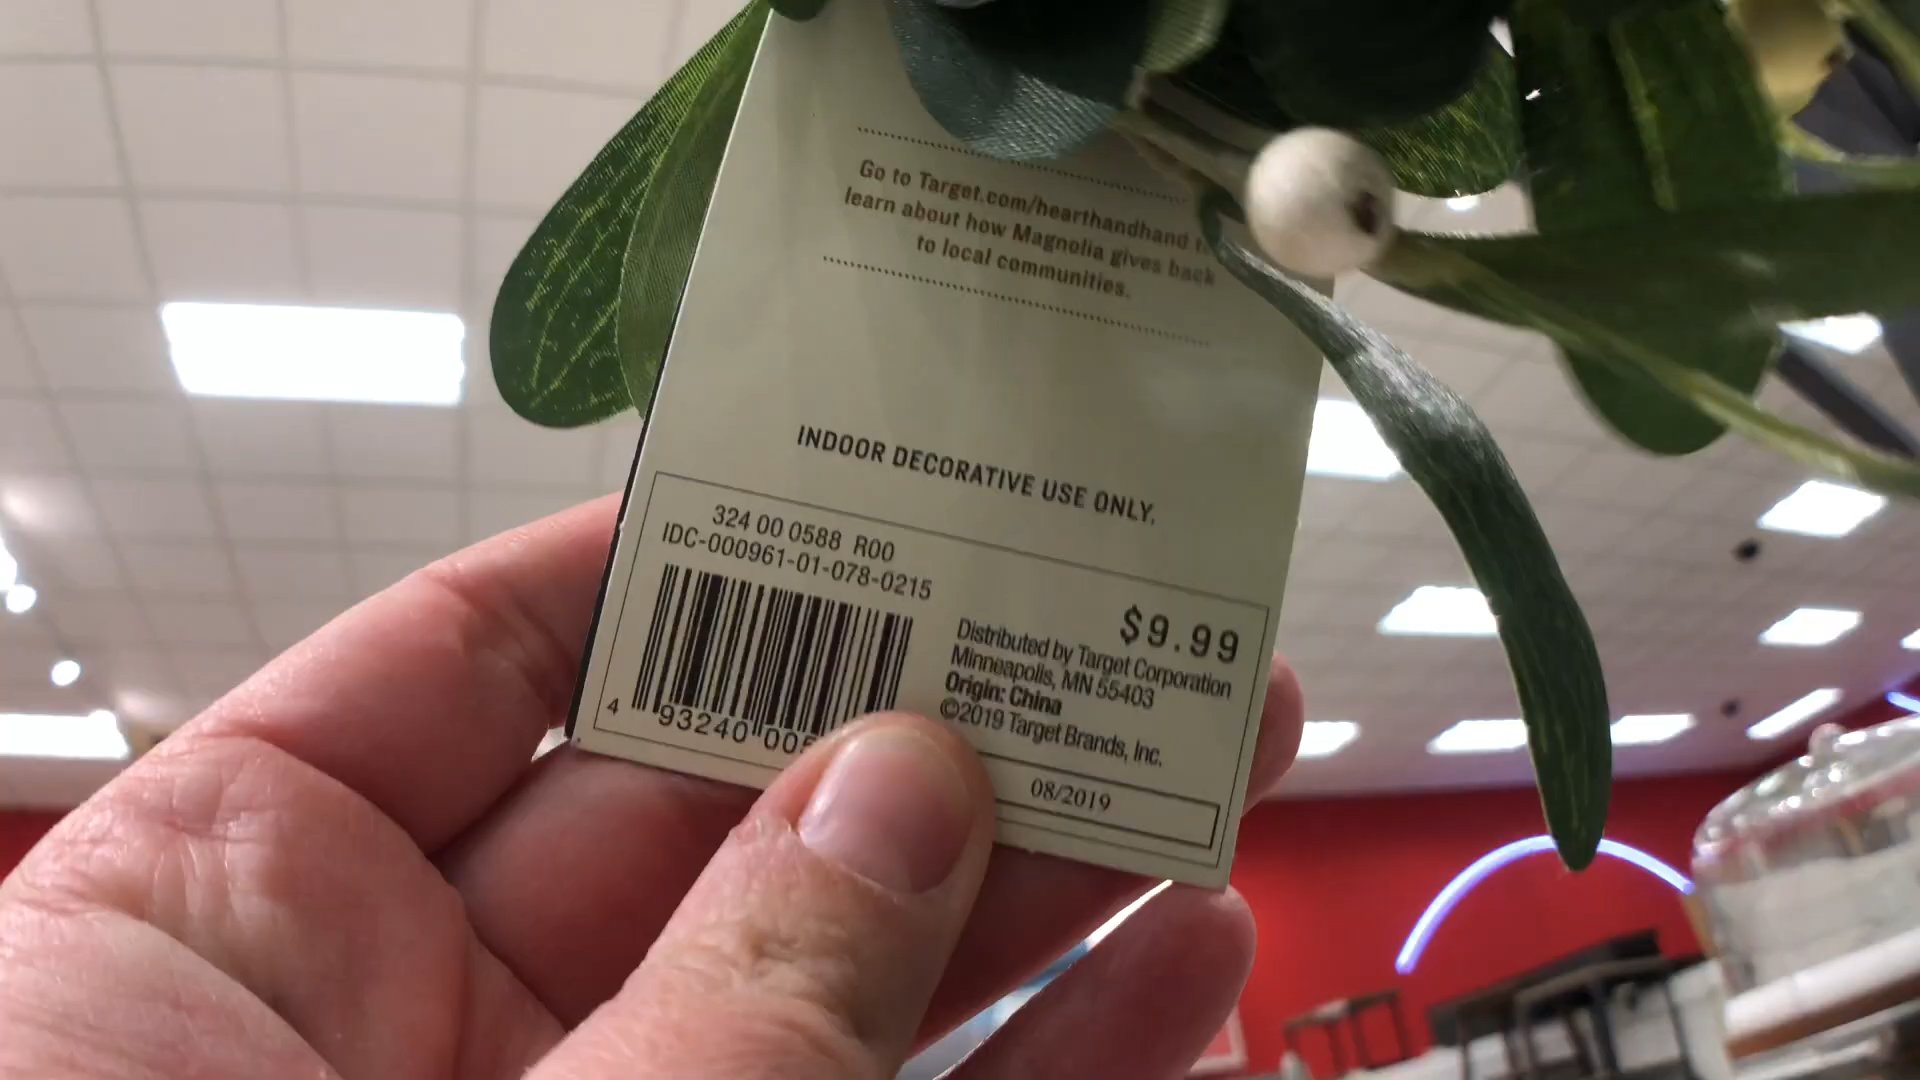 Go to Target.com/hearthandhand
learn about how Magnolia gives back
to local communities.
INDOOR DECORATIVE USE ONLY.
324 00 0588 R00
IDC-000961-01-078-0215
4 93240 00
$9.99
Distributed by Target Corporation
Minneapolis, MN 55403
Origin: China
©2019 Target Brands, Inc.
08/2019